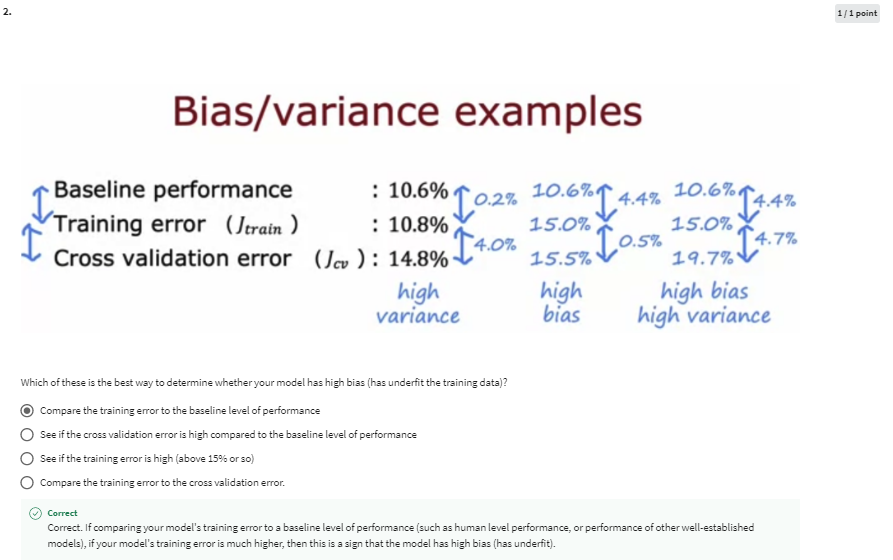 2.
1 / 1 point
Bias/variance examples
Baseline performance : 10.6% 0.2% 10.6% 4.4% 10.6% 4.4%
Training error (Jtrain) : 10.8% 15.0% 15.0%
4.0% 0.5% 4.7%
Cross validation error (Jcv) : 14.8% 15.5% 19.7%
high high high bias
variance bias high variance
Which of these is the best way to determine whether your model has high bias (has underfit the training data)?
Compare the training error to the baseline level of performance
See if the cross validation error is high compared to the baseline level of performance
See if the training error is high (above 15% or so)
Compare the training error to the cross validation error.
Correct
Correct. If comparing your model's training error to a baseline level of performance (such as human level performance, or performance of other well-established
models), if your model's training error is much higher, then this is a sign that the model has high bias (has underfit).